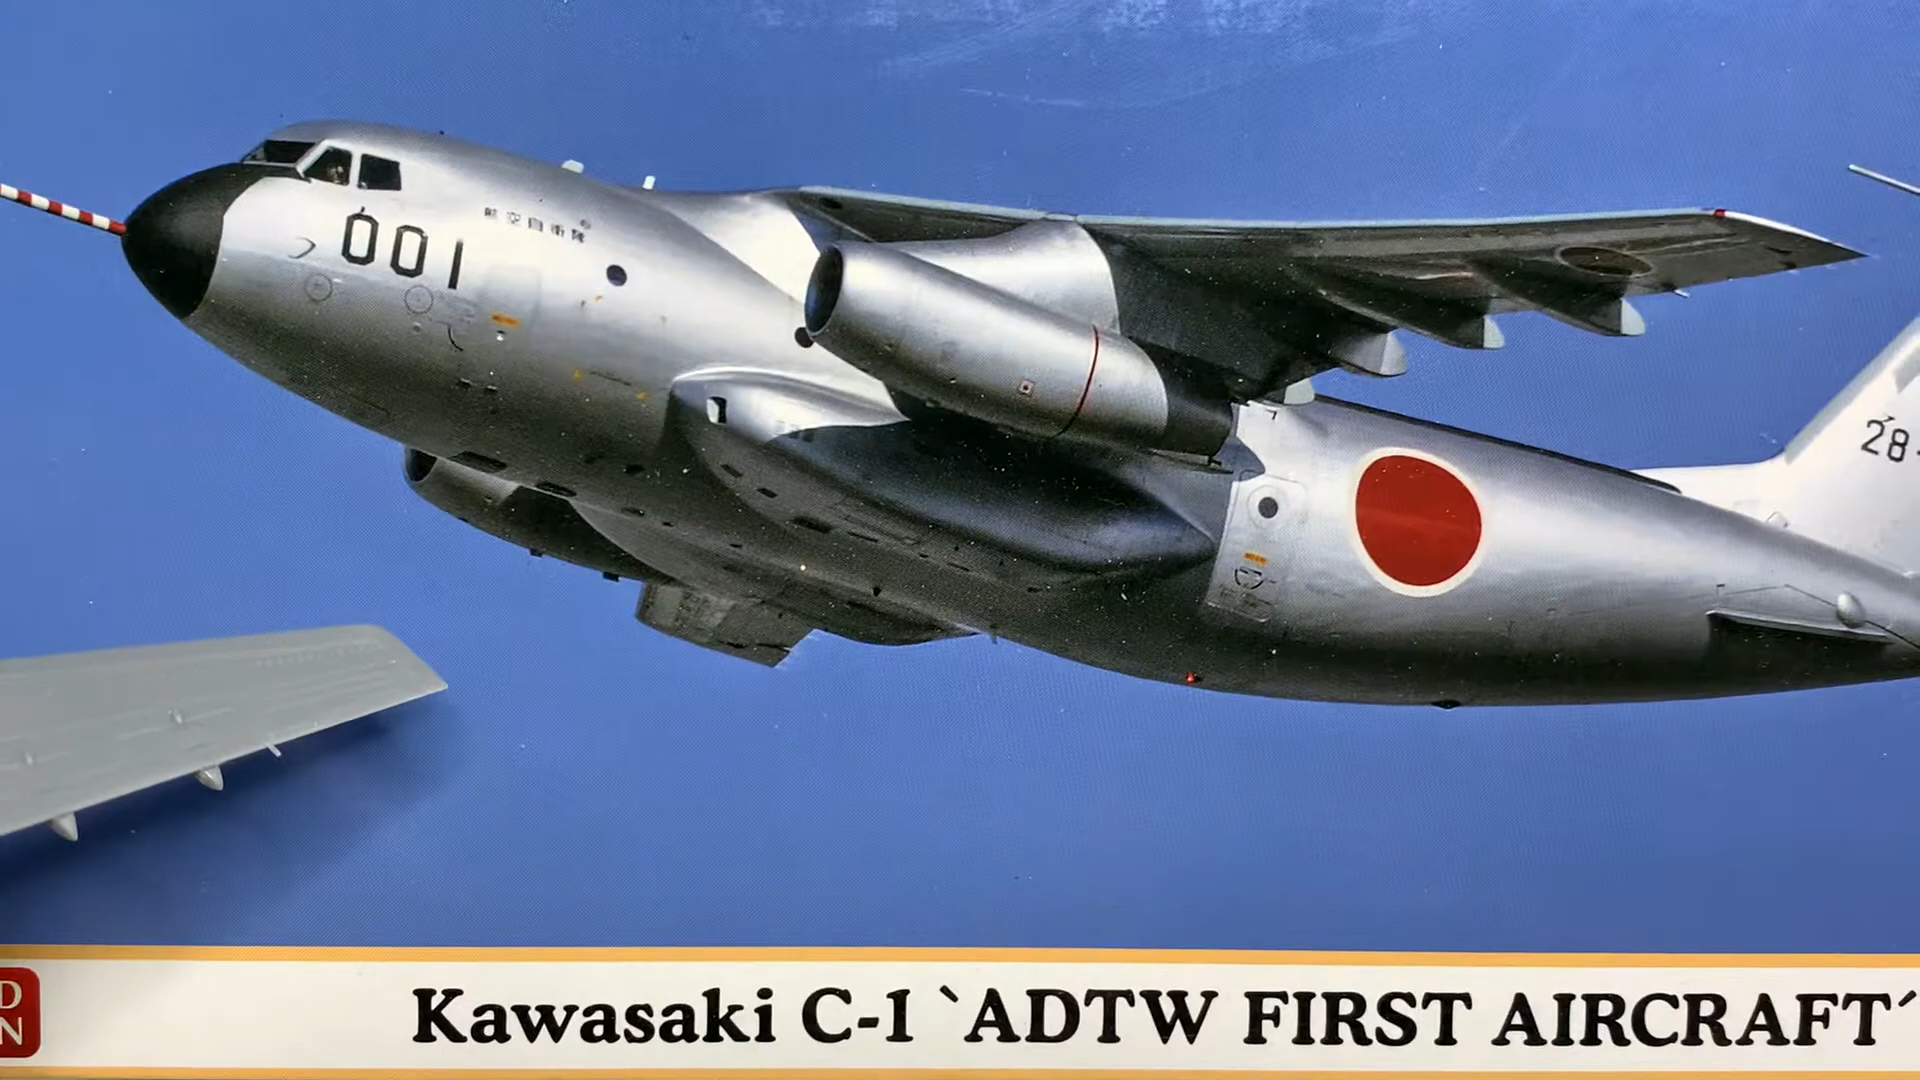 001
航空自衛隊
28-
D
N
Kawasaki C-1 `ADTW FIRST AIRCRAFT´